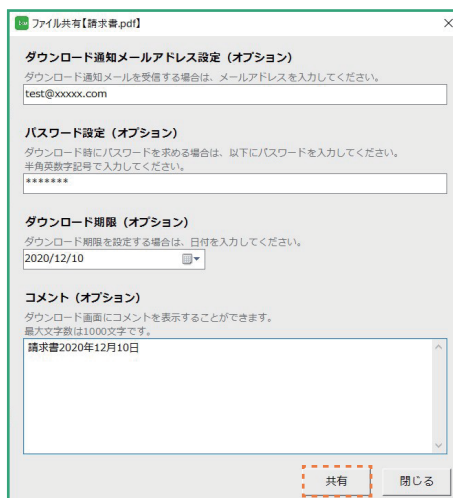 ファイル共有【請求書.pdf】
ダウンロード通知メールアドレス設定（オプション）
ダウンロード通知メールを受信する場合は、メールアドレスを入力してください。
test@xxxxx.com
パスワード設定（オプション）
ダウンロード時にパスワードを求める場合は、以下にパスワードを入力してください。
半角英数字記号で入力してください。
*******
ダウンロード期限（オプション）
ダウンロード期限を設定する場合は、日付を入力してください。
2020/12/10
コメント（オプション）
ダウンロード画面にコメントを表示することができます。
最大文字数は1000文字です。
請求書2020年12月10日
共有
閉じる